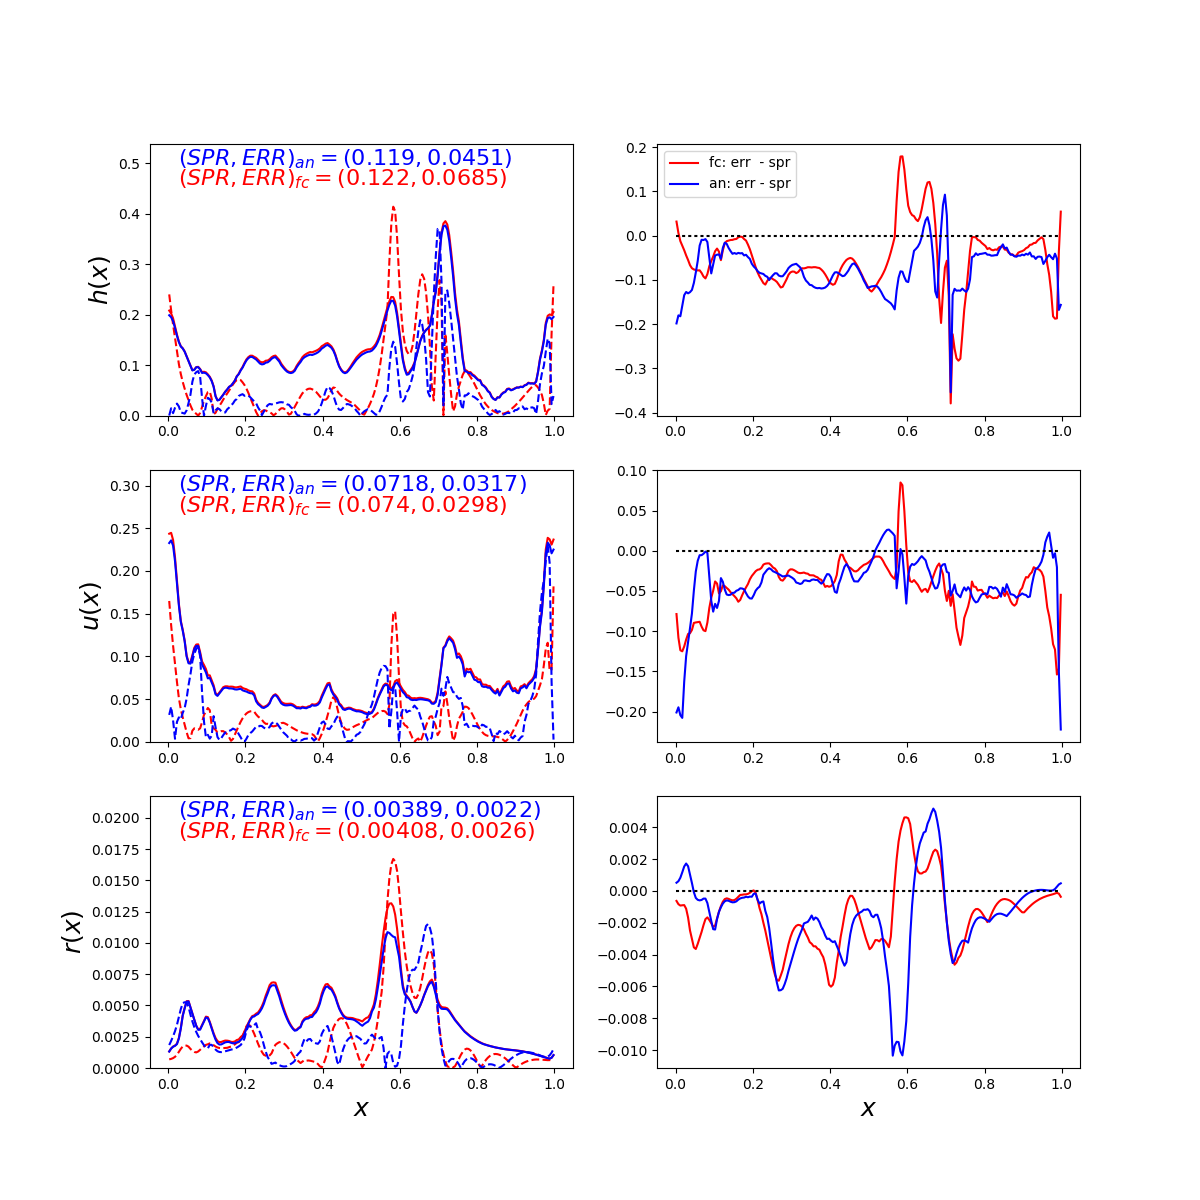 (SPR, ERR)an = (0.119, 0.0451)
(SPR, ERR)fc = (0.122, 0.0685)
h(x)
0.5
0.4
0.3
0.2
0.1
0.0
0.0 0.2 0.4 0.6 0.8 1.0
fc: err - spr
an: err - spr
0.2
0.1
0.0
−0.1
−0.2
−0.3
−0.4
0.0 0.2 0.4 0.6 0.8 1.0
(SPR, ERR)an = (0.0718, 0.0317)
(SPR, ERR)fc = (0.074, 0.0298)
u(x)
0.30
0.25
0.20
0.15
0.10
0.05
0.00
0.0 0.2 0.4 0.6 0.8 1.0
0.10
0.05
0.00
−0.05
−0.10
−0.15
−0.20
0.0 0.2 0.4 0.6 0.8 1.0
(SPR, ERR)an = (0.00389, 0.0022)
(SPR, ERR)fc = (0.00408, 0.0026)
r(x)
0.0200
0.0175
0.0150
0.0125
0.0100
0.0075
0.0050
0.0025
0.0000
0.0 0.2 0.4 0.6 0.8 1.0
x
0.004
0.002
0.000
−0.002
−0.004
−0.006
−0.008
−0.010
0.0 0.2 0.4 0.6 0.8 1.0
x